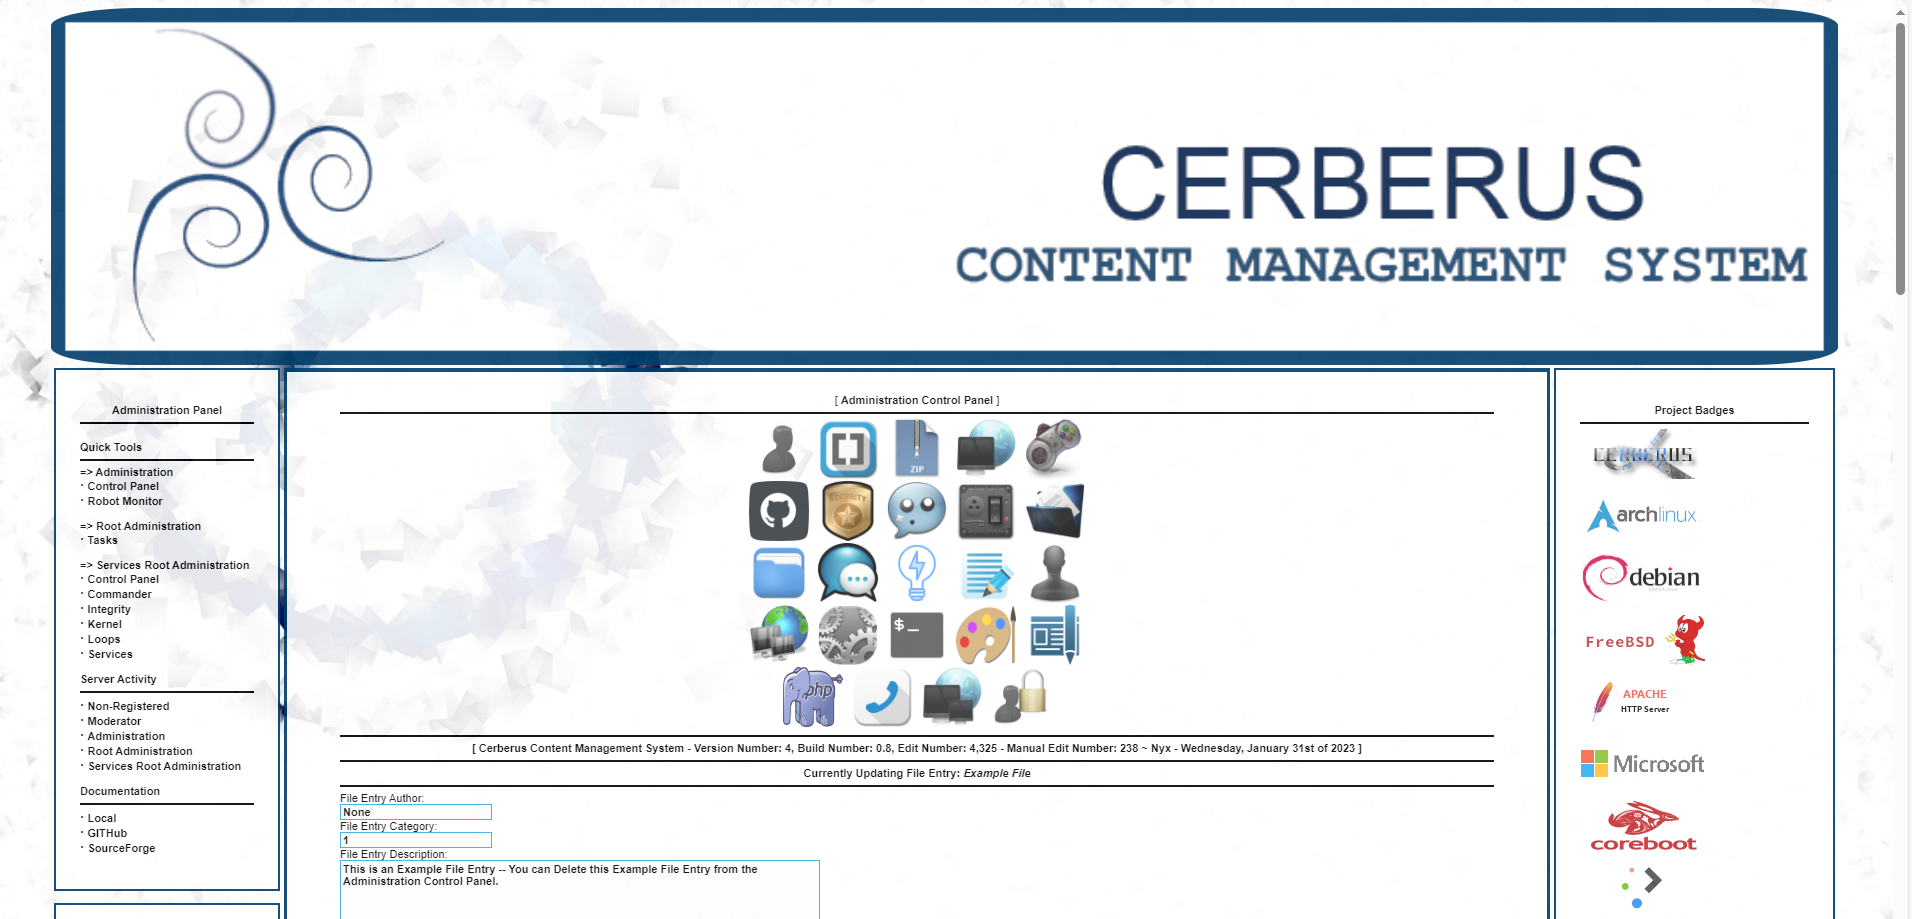 CERBERUS
CONTENT MANAGEMENT SYSTEM
Administration Panel
Quick Tools
=> Administration
· Control Panel
· Robot Monitor
=> Root Administration
· Tasks
=> Services Root Administration
· Control Panel
· Commander
· Integrity
· Kernel
· Loops
· Services
Server Activity
· Non-Registered
· Moderator
· Administration
· Root Administration
· Services Root Administration
Documentation
· Local
· GITHub
· SourceForge
[ Administration Control Panel ]
ZIP
SECURITY
$_
php
[ Cerberus Content Management System - Version Number: 4, Build Number: 0.8, Edit Number: 4,325 - Manual Edit Number: 238 ~ Nyx - Wednesday, January 31st of 2023 ]
Currently Updating File Entry: Example File
File Entry Author:
None
File Entry Category:
1
File Entry Description:
This is an Example File Entry -- You can Delete this Example File Entry from the
Administration Control Panel.
Project Badges
CERBERUS
archlinux
debian
FreeBSD
APACHE
HTTP Server
Microsoft
coreboot